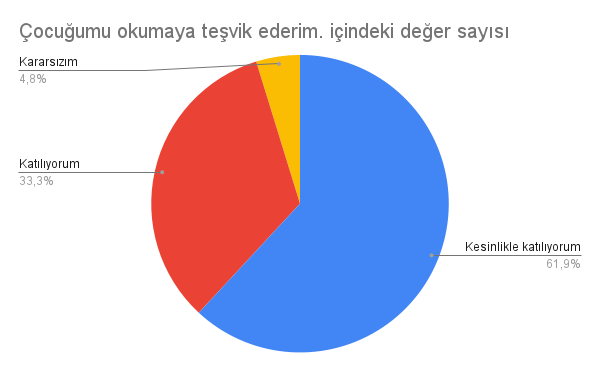 Çocuğumu okumaya teşvik ederim. içindeki değer sayısı
Kararsızım
4,8%
Katılıyorum
33,3%
Kesinlikle katılıyorum
61,9%